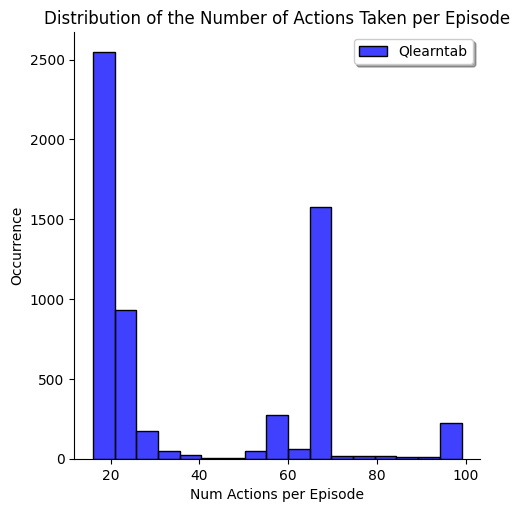 Distribution of the Number of Actions Taken per Episode
Qlearntab
2500
2000
1500
1000
500
0
Occurrence
20 40 60 80 100
Num Actions per Episode